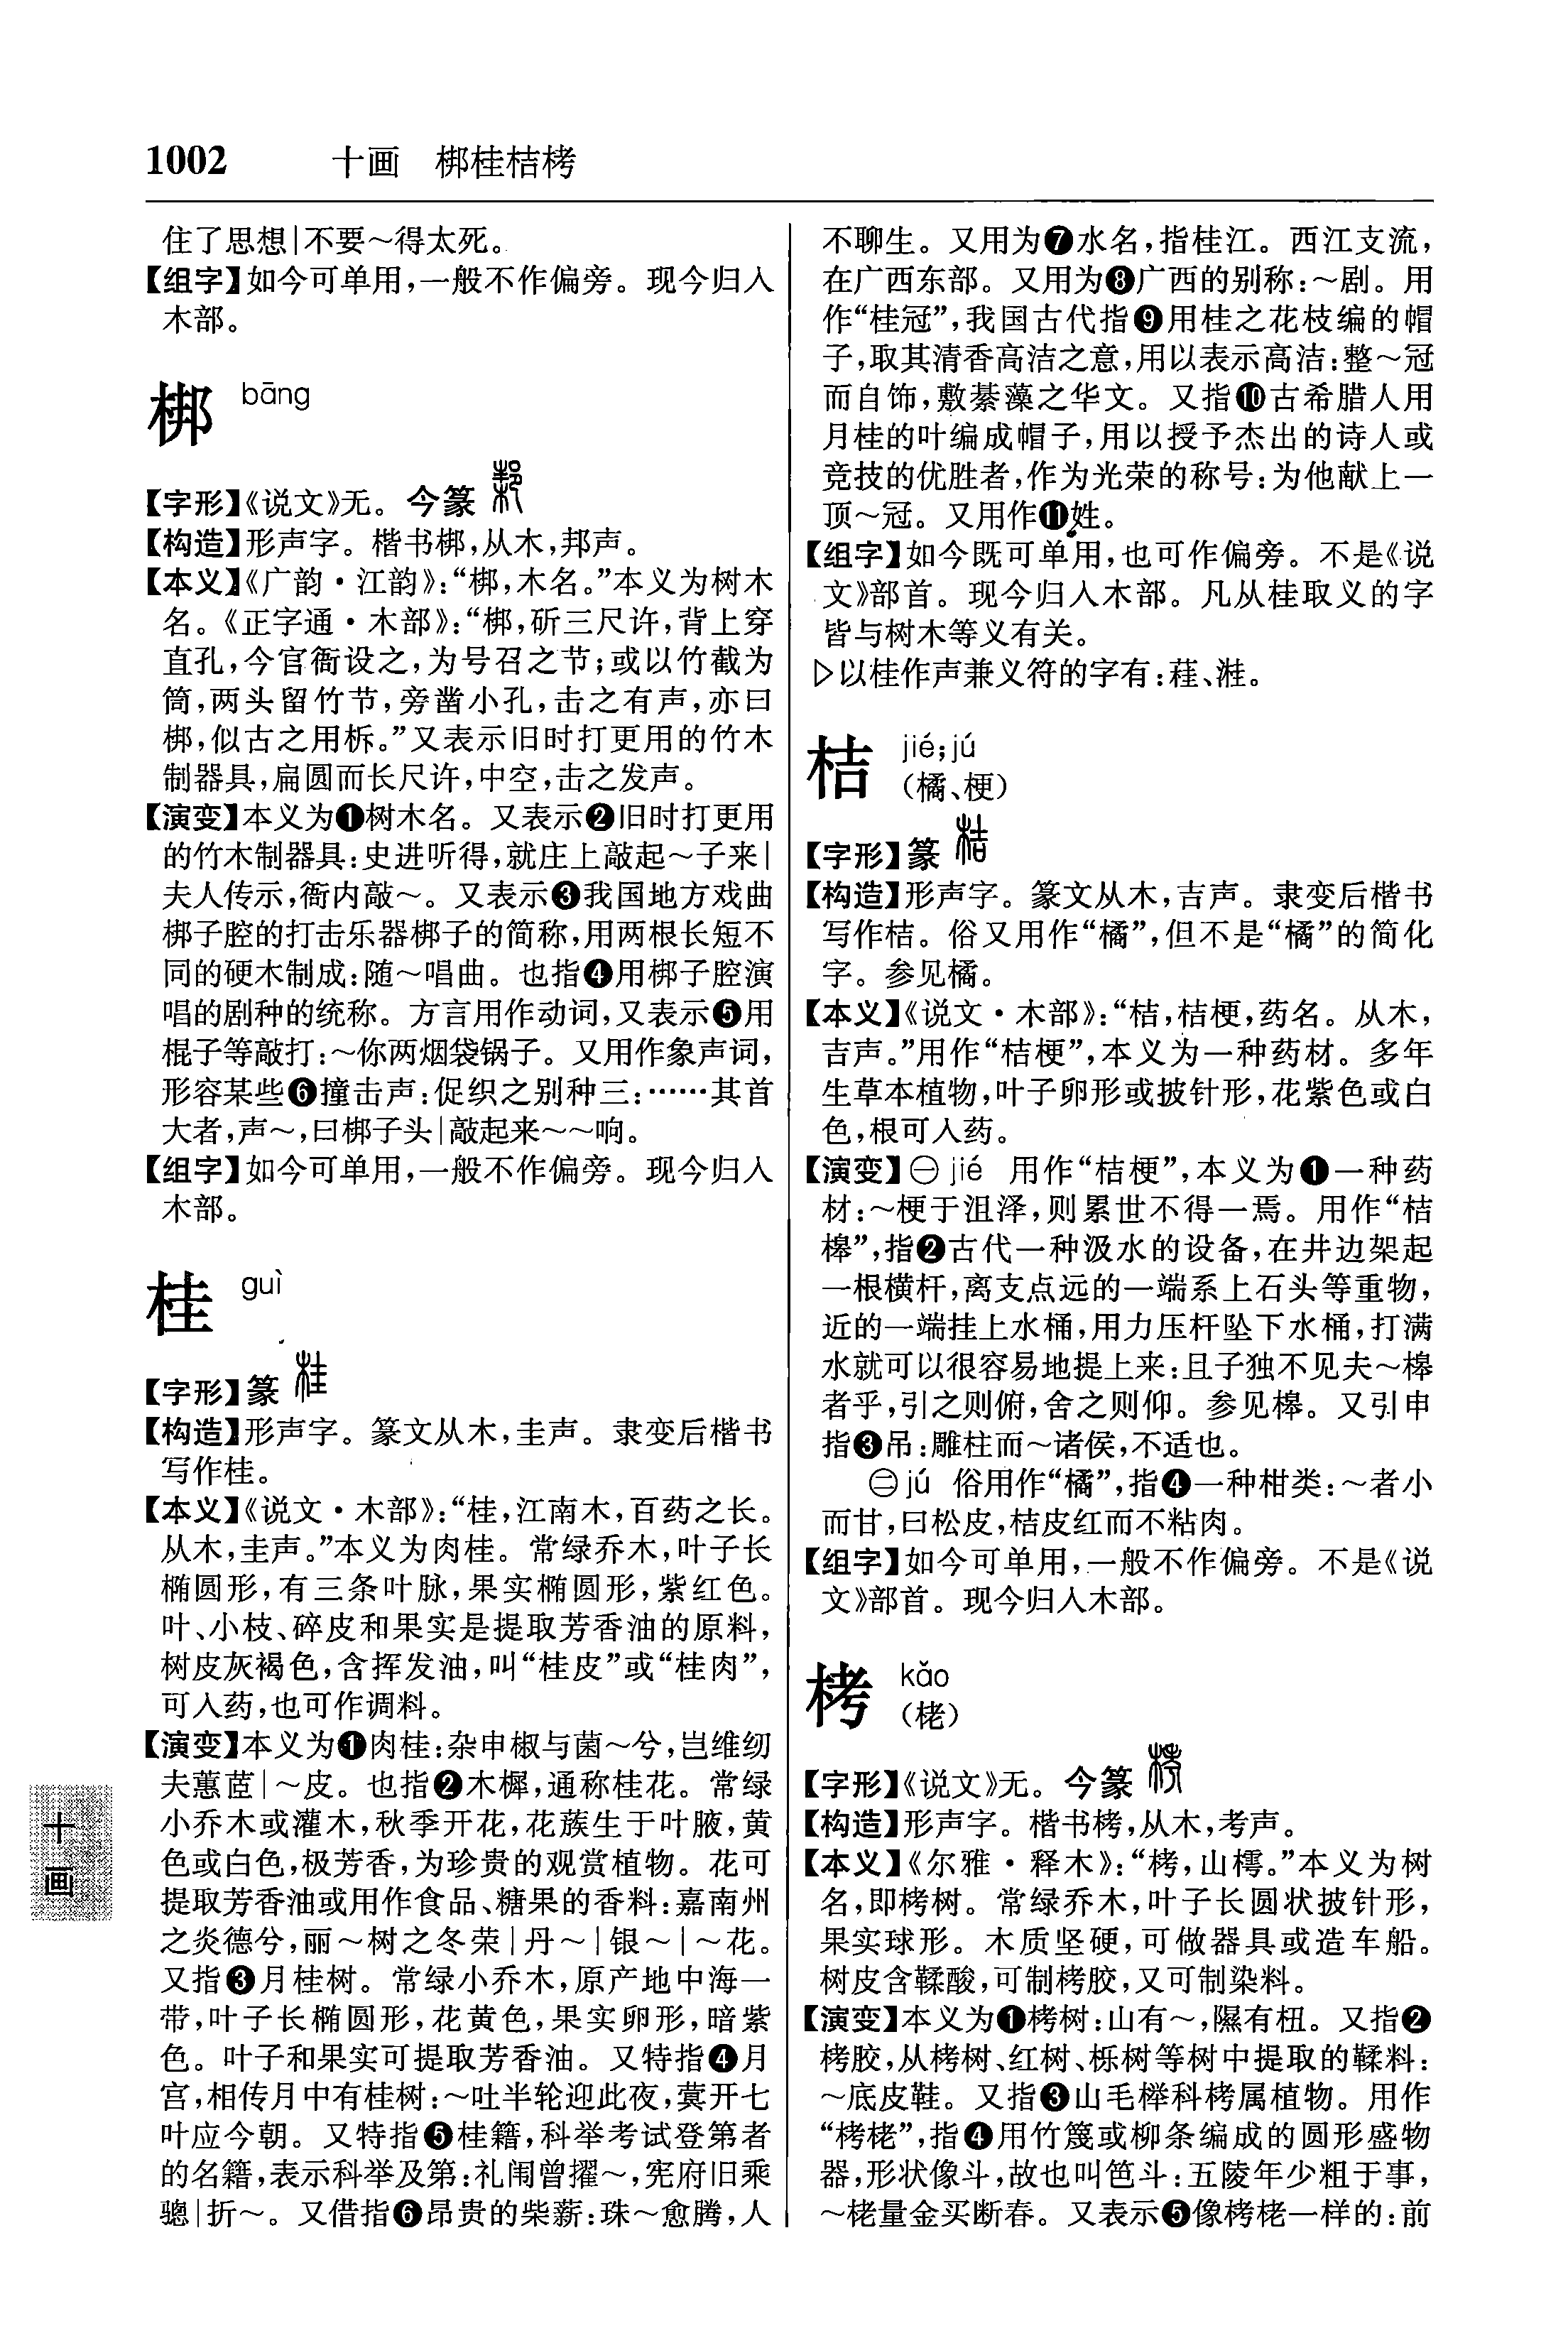 1002 十画 梆桂桔栲
住了思想|不要～得太死。
【组字】如今可单用,一般不作偏旁。现今归入
木部。
梆 bāng
【字形】《说文》无。今篆
【构造】形声字。楷书梆,从木,邦声。
【本义】《广韵·江韵》:“梆,木名。”本义为树木
名。《正字通·木部》:“梆,斫三尺许,背上穿
直孔,今官衙设之,为号召之节;或以竹截为
筒,两头留竹节,旁凿小孔,击之有声,亦曰
梆,似古之用柝。”又表示旧时打更用的竹木
制器具,扁圆而长尺许,中空,击之发声。
【演变】本义为❶树木名。又表示❷旧时打更用
的竹木制器具:史进听得,就庄上敲起～子来|
夫人传示,衙内敲～。又表示❸我国地方戏曲
梆子腔的打击乐器梆子的简称,用两根长短不
同的硬木制成:随～唱曲。也指❹用梆子腔演
唱的剧种的统称。方言用作动词,又表示❺用
棍子等敲打:～你两烟袋锅子。又用作象声词,
形容某些❻撞击声:促织之别种三:……其首
大者,声～,曰梆子头|敲起来～～响。
【组字】如今可单用,一般不作偏旁。现今归入
木部。
桂 guì
【字形】篆
【构造】形声字。篆文从木,圭声。隶变后楷书
写作桂。
【本义】《说文·木部》:“桂,江南木,百药之长。
从木,圭声。”本义为肉桂。常绿乔木,叶子长
椭圆形,有三条叶脉,果实椭圆形,紫红色。
叶、小枝、碎皮和果实是提取芳香油的原料,
树皮灰褐色,含挥发油,叫“桂皮”或“桂肉”,
可入药,也可作调料。
【演变】本义为❶肉桂:杂申椒与菌～兮,岂维纫
夫蕙茝|～皮。也指❷木樨,通称桂花。常绿
小乔木或灌木,秋季开花,花蔟生于叶腋,黄
色或白色,极芳香,为珍贵的观赏植物。花可
提取芳香油或用作食品、糖果的香料:嘉南州
之炎德兮,丽～树之冬荣|丹～|银～|～花。
又指❸月桂树。常绿小乔木,原产地中海一
带,叶子长椭圆形,花黄色,果实卵形,暗紫
色。叶子和果实可提取芳香油。又特指❹月
宫,相传月中有桂树:～吐半轮迎此夜,蓂开七
叶应今朝。又特指❺桂籍,科举考试登第者
的名籍,表示科举及第:礼闱曾擢～,宪府旧乘
骢|折～。又借指❻昂贵的柴薪:珠～愈腾,人
不聊生。又用为❼水名,指桂江。西江支流,
在广西东部。又用为❽广西的别称:～剧。用
作“桂冠”,我国古代指❾用桂之花枝编的帽
子,取其清香高洁之意,用以表示高洁:整～冠
而自饰,敷綦藻之华文。又指❿古希腊人用
月桂的叶编成帽子,用以授予杰出的诗人或
竞技的优胜者,作为光荣的称号:为他献上一
顶～冠。又用作⓫姓。
【组字】如今既可单用,也可作偏旁。不是《说
文》部首。现今归入木部。凡从桂取义的字
皆与树木等义有关。
▷以桂作声兼义符的字有:蓕、溎。
桔 jié;jú
(橘、梗)
【字形】篆
【构造】形声字。篆文从木,吉声。隶变后楷书
写作桔。俗又用作“橘”,但不是“橘”的简化
字。参见橘。
【本义】《说文·木部》:“桔,桔梗,药名。从木,
吉声。”用作“桔梗”,本义为一种药材。多年
生草本植物,叶子卵形或披针形,花紫色或白
色,根可入药。
【演变】㊀jié 用作“桔梗”,本义为❶一种药
材:～梗于沮泽,则累世不得一焉。用作“桔
槔”,指❷古代一种汲水的设备,在井边架起
一根横杆,离支点远的一端系上石头等重物,
近的一端挂上水桶,用力压杆坠下水桶,打满
水就可以很容易地提上来:且子独不见夫～槔
者乎,引之则俯,舍之则仰。参见槔。又引申
指❸吊:雕柱而～诸侯,不适也。
㊁jú 俗用作“橘”,指❹一种柑类:～者小
而甘,曰松皮,桔皮红而不粘肉。
【组字】如今可单用,一般不作偏旁。不是《说
文》部首。现今归入木部。
栲 kǎo
(栳)
【字形】《说文》无。今篆
【构造】形声字。楷书栲,从木,考声。
【本义】《尔雅·释木》:“栲,山樗。”本义为树
名,即栲树。常绿乔木,叶子长圆状披针形,
果实球形。木质坚硬,可做器具或造车船。
树皮含鞣酸,可制栲胶,又可制染料。
【演变】本义为❶栲树:山有～,隰有杻。又指❷
栲胶,从栲树、红树、栎树等树中提取的鞣料:
～底皮鞋。又指❸山毛榉科栲属植物。用作
“栲栳”,指❹用竹篾或柳条编成的圆形盛物
器,形状像斗,故也叫笆斗:五陵年少粗于事,
～栳量金买断春。又表示❺像栲栳一样的:前
十
画